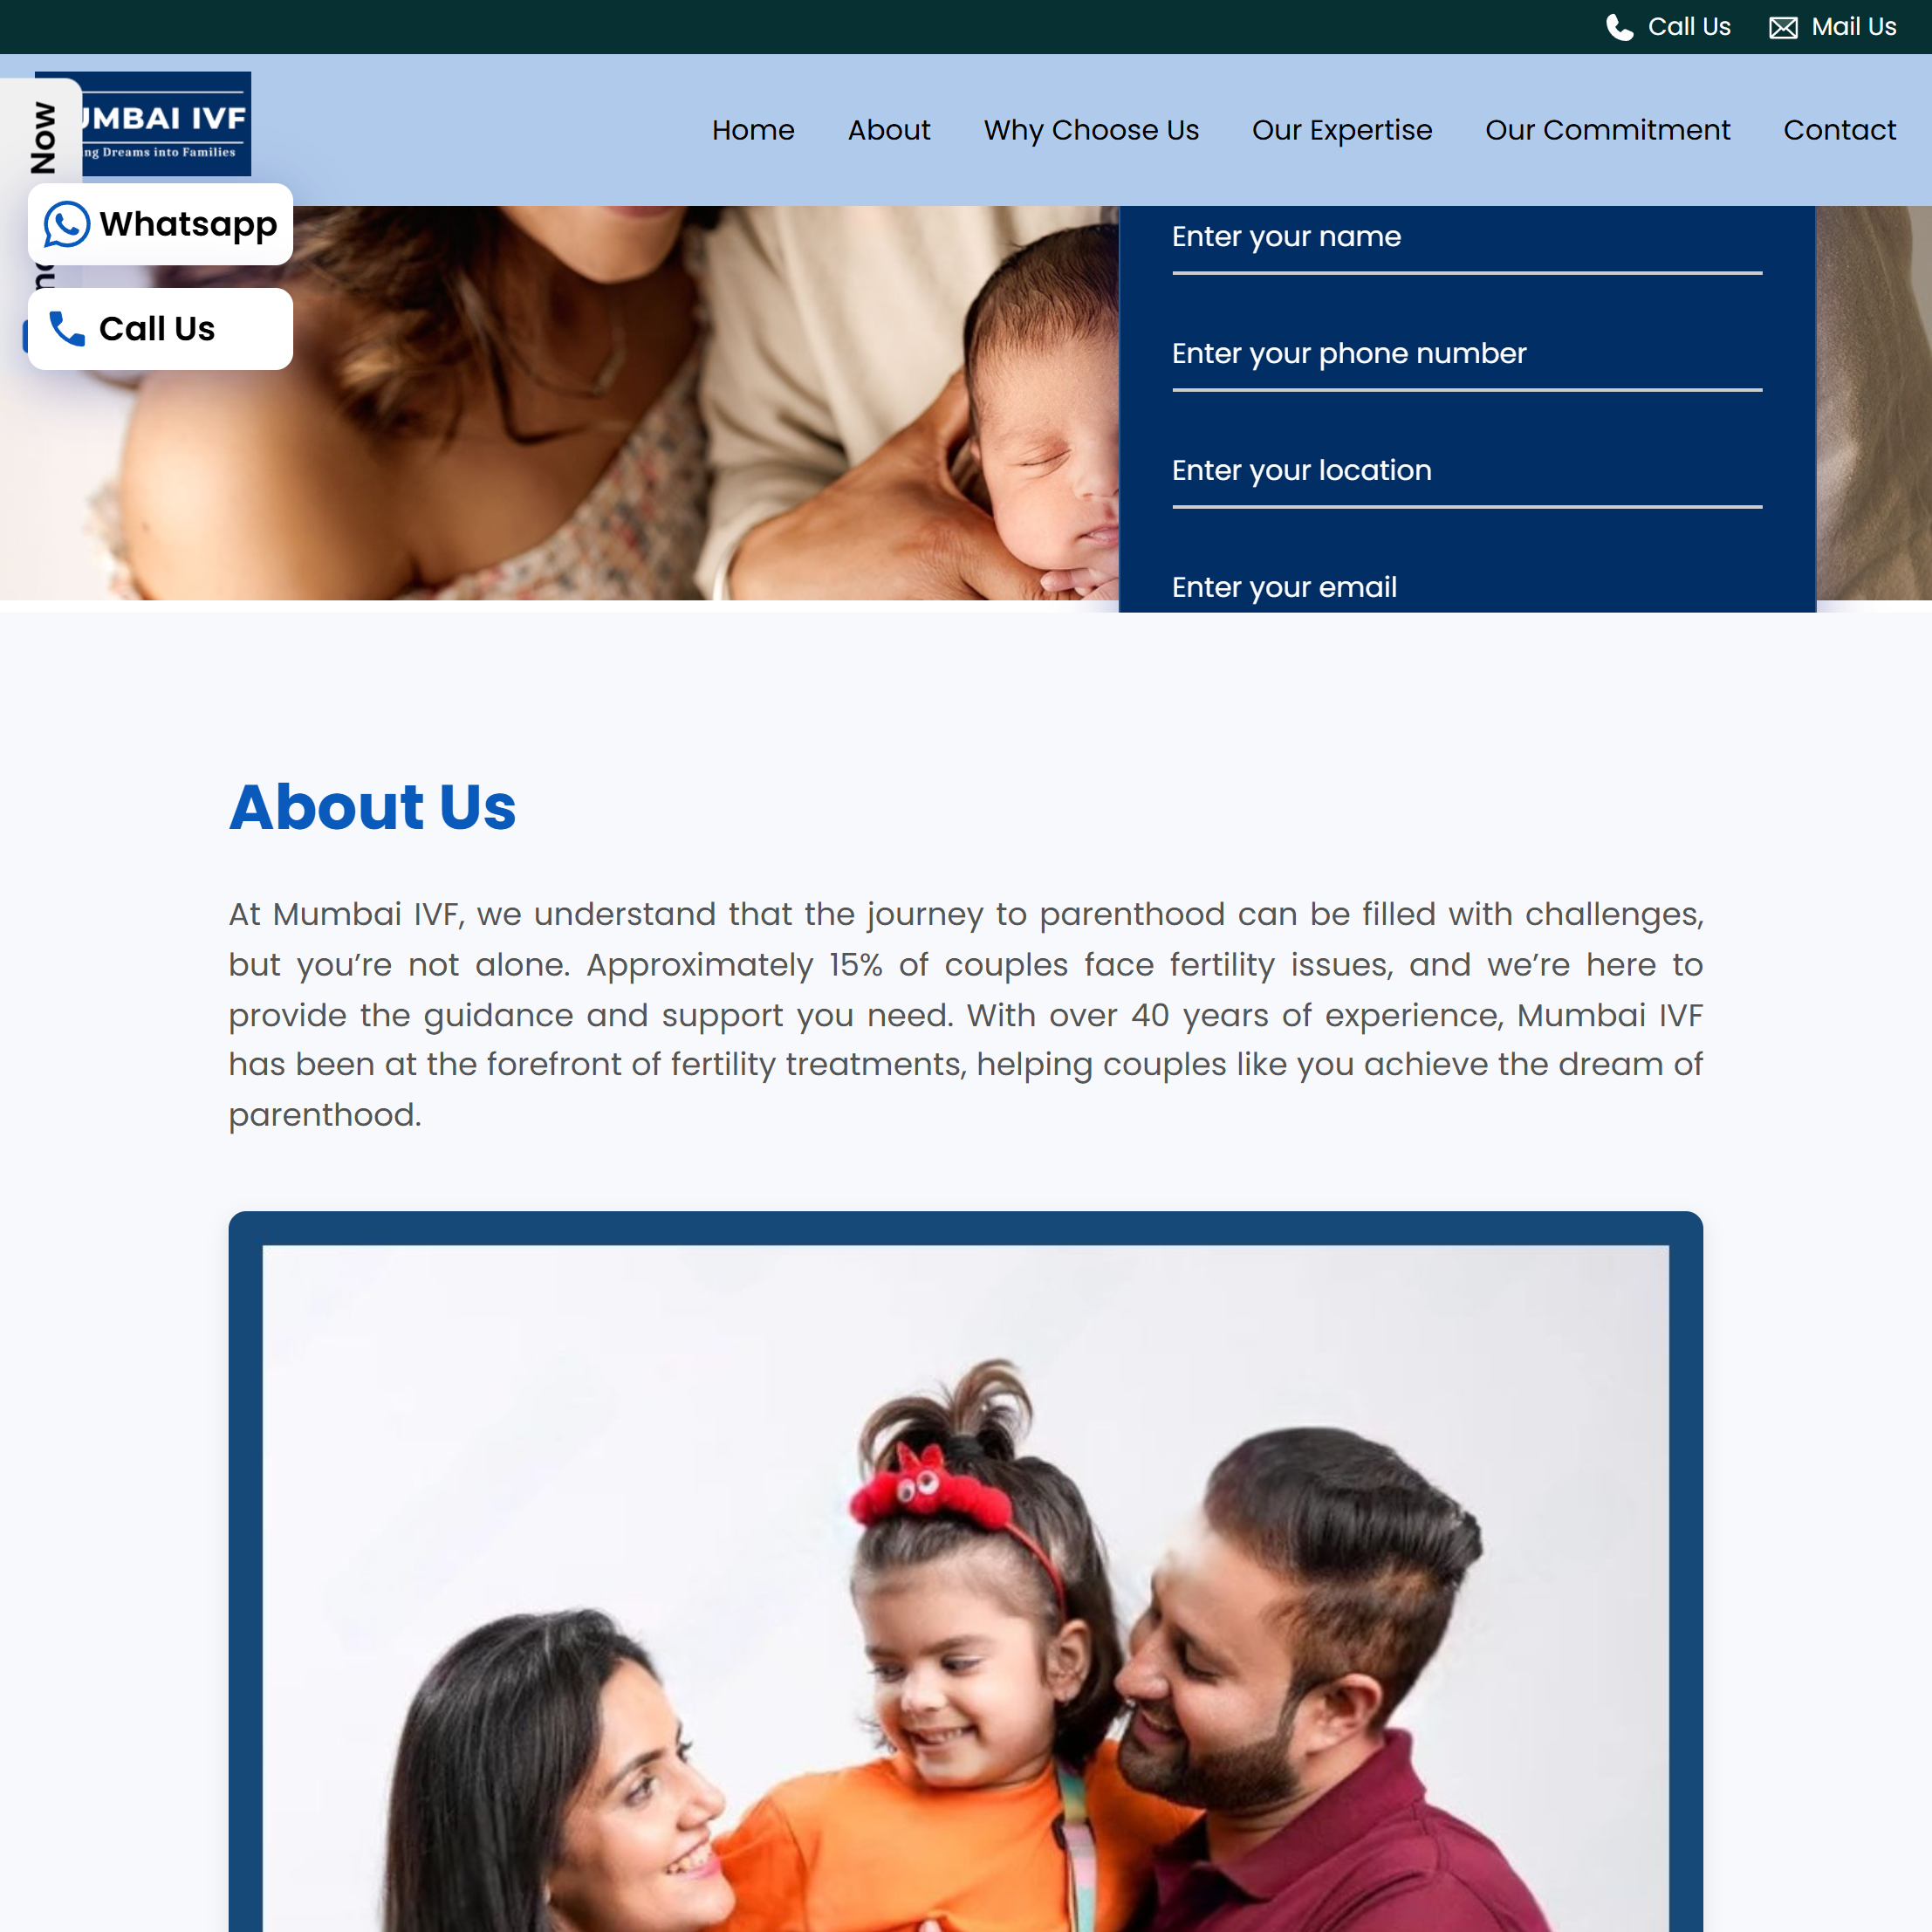 Call Us
Mail Us
UMBAI IVF
ng Dreams into Families
Home
About
Why Choose Us
Our Expertise
Our Commitment
Contact
Now
Whatsapp
Call Us
Enter your name
Enter your phone number
Enter your location
Enter your email
About Us
At Mumbai IVF, we understand that the journey to parenthood can be filled with challenges,
but you’re not alone. Approximately 15% of couples face fertility issues, and we’re here to
provide the guidance and support you need. With over 40 years of experience, Mumbai IVF
has been at the forefront of fertility treatments, helping couples like you achieve the dream of
parenthood.